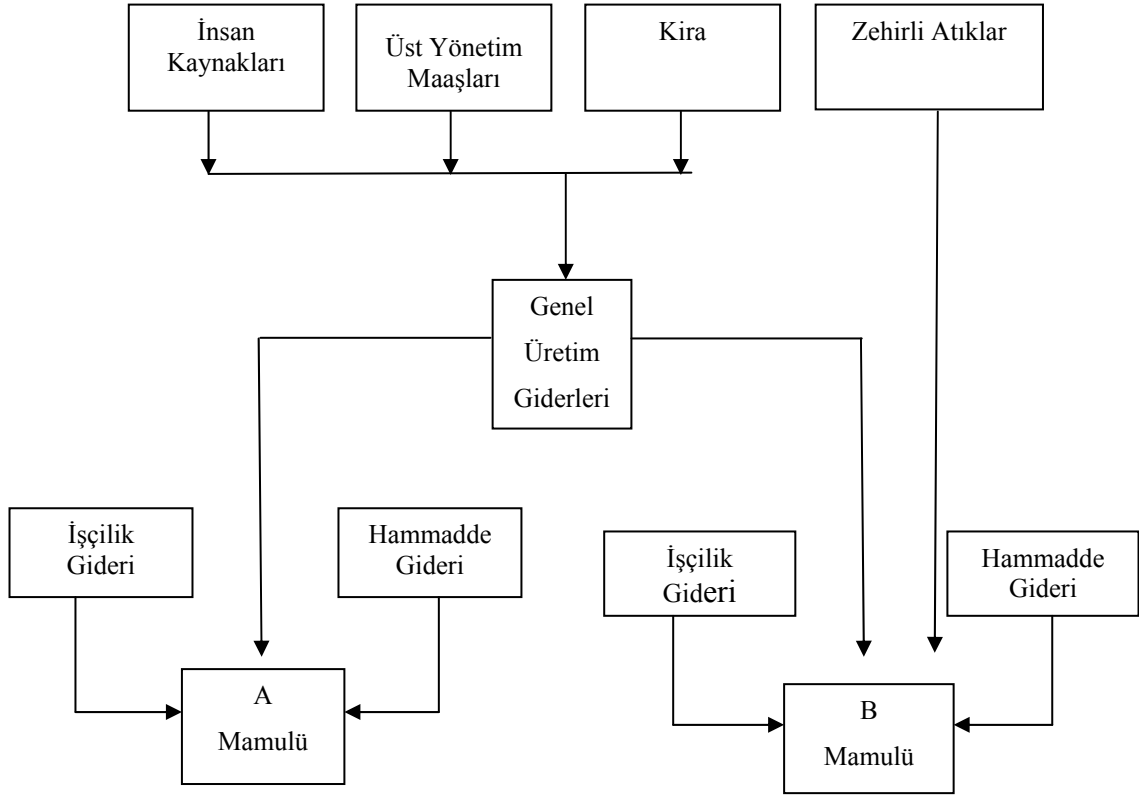 İnsan
Kaynakları
Üst Yönetim
Maaşları
Kira
Zehirli Atıklar
Genel
Üretim
Giderleri
İşçilik
Gideri
Hammadde
Gideri
İşçilik
Gideri
Hammadde
Gideri
A
Mamulü
B
Mamulü